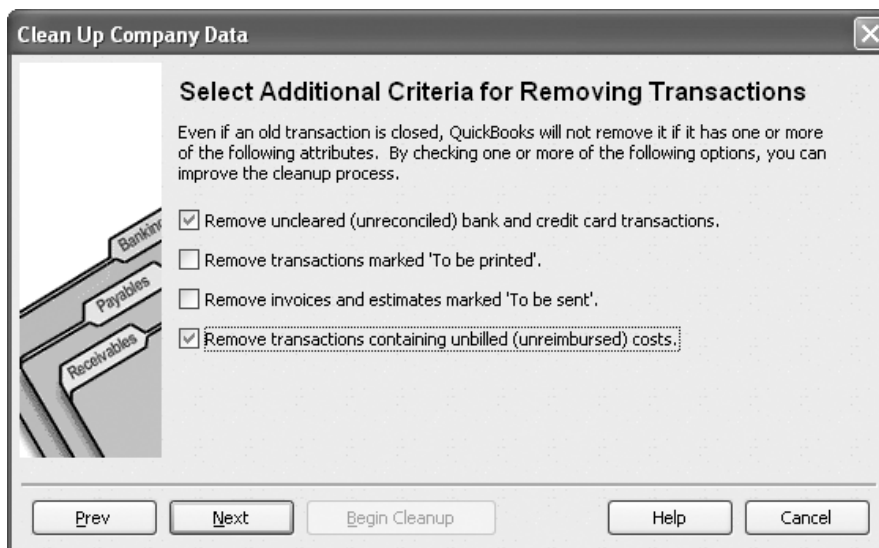 Clean Up Company Data
Select Additional Criteria for Removing Transactions
Even if an old transaction is closed, QuickBooks will not remove it if it has one or more
of the following attributes. By checking one or more of the following options, you can
improve the cleanup process.
Remove uncleared (unreconciled) bank and credit card transactions.
Remove transactions marked 'To be printed'.
Remove invoices and estimates marked 'To be sent'.
Remove transactions containing unbilled (unreimbursed) costs.
Payables
Receivables
Prev
Next
Begin Cleanup
Help
Cancel